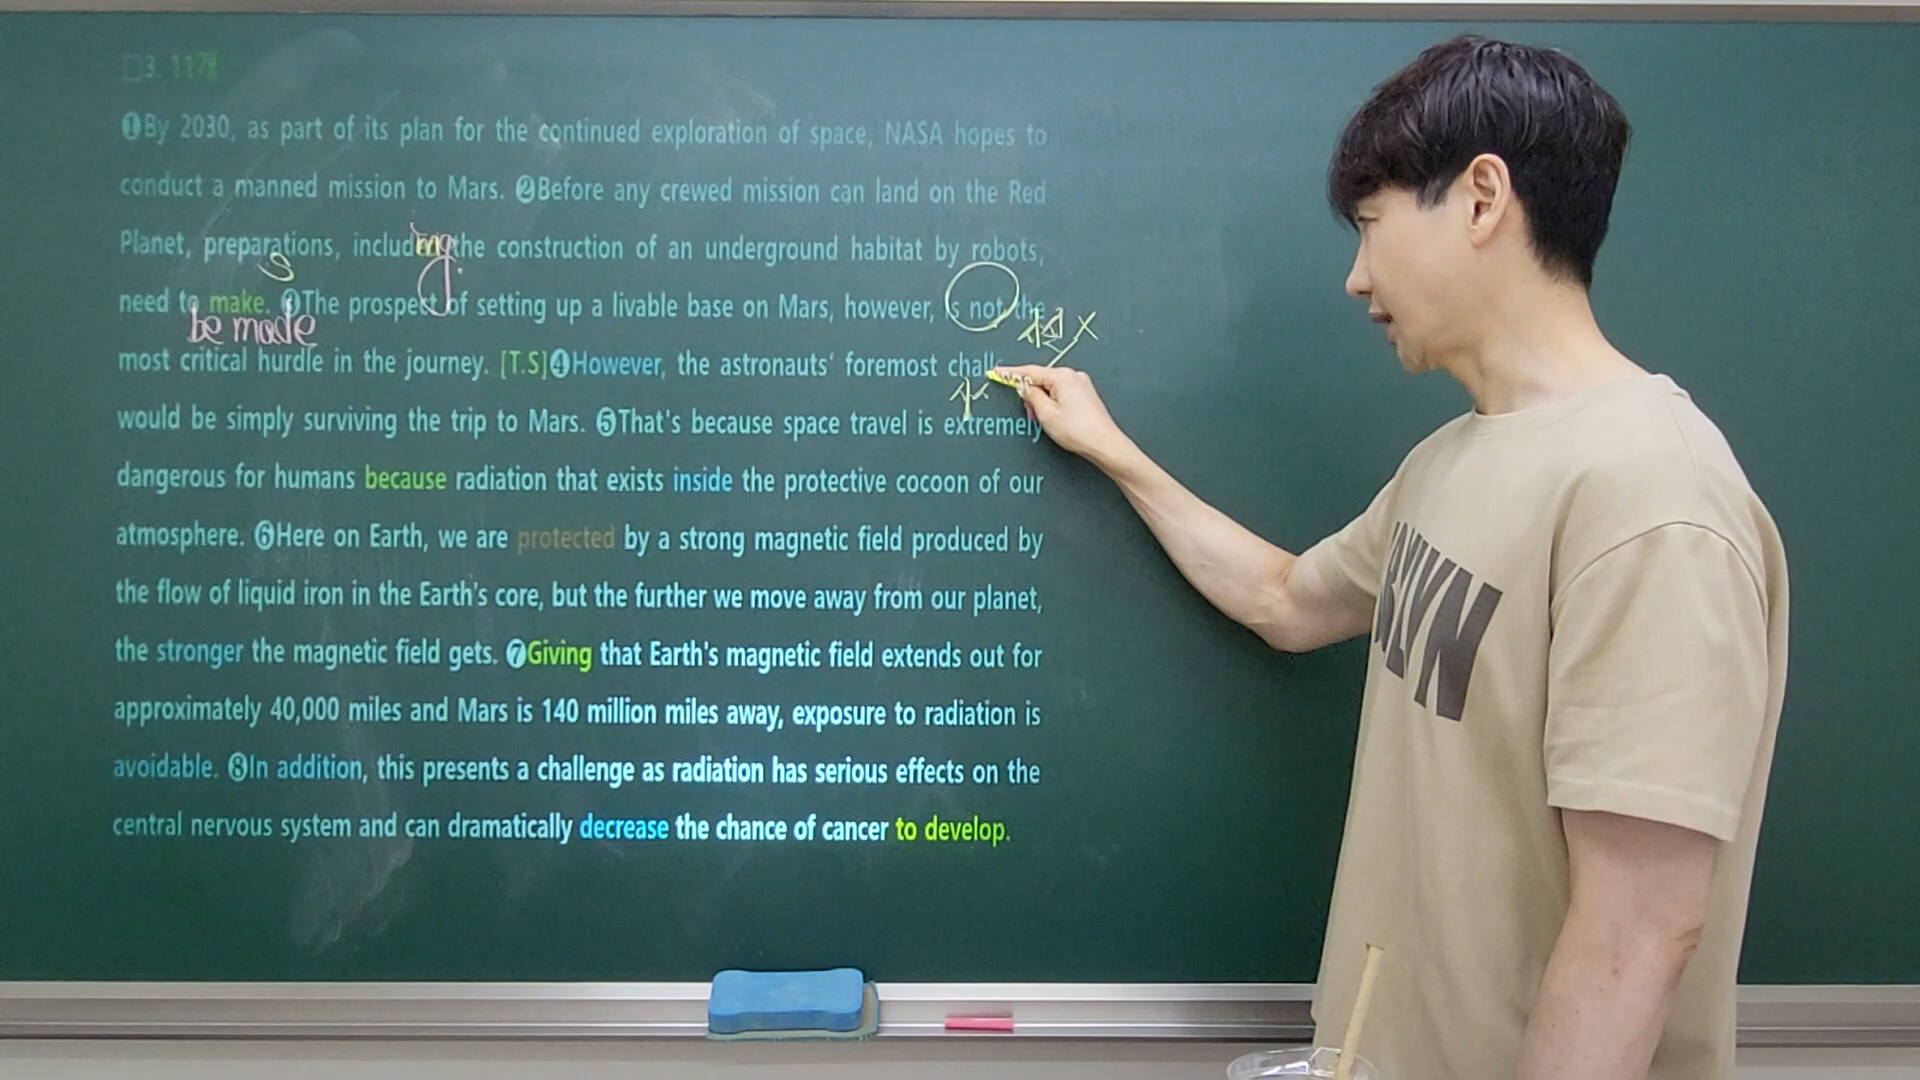 □3. 11개
❶By 2030, as part of its plan for the continued exploration of space, NASA hopes to
conduct a manned mission to Mars. ❷Before any crewed mission can land on the Red
Planet, preparations, including the construction of an underground habitat by robots,
s
need to make. ❸The prospect of setting up a livable base on Mars, however, is not the
be made
most critical hurdle in the journey. [T.S]❹However, the astronauts' foremost chall
would be simply surviving the trip to Mars. ❺That's because space travel is extremely
dangerous for humans because radiation that exists inside the protective cocoon of our
atmosphere. ❻Here on Earth, we are protected by a strong magnetic field produced by
the flow of liquid iron in the Earth's core, but the further we move away from our planet,
the stronger the magnetic field gets. ❼Giving that Earth's magnetic field extends out for
approximately 40,000 miles and Mars is 140 million miles away, exposure to radiation is
avoidable. ❽In addition, this presents a challenge as radiation has serious effects on the
central nervous system and can dramatically decrease the chance of cancer to develop.